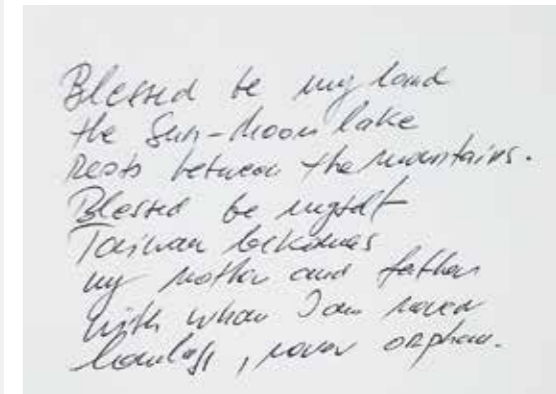 Blessed be my land
the Sun-Moon lake
Rests between the mountains.
Blessed be myself
Taiwan becomes
my mother and father
with whom I am never
homeless, never orphan.